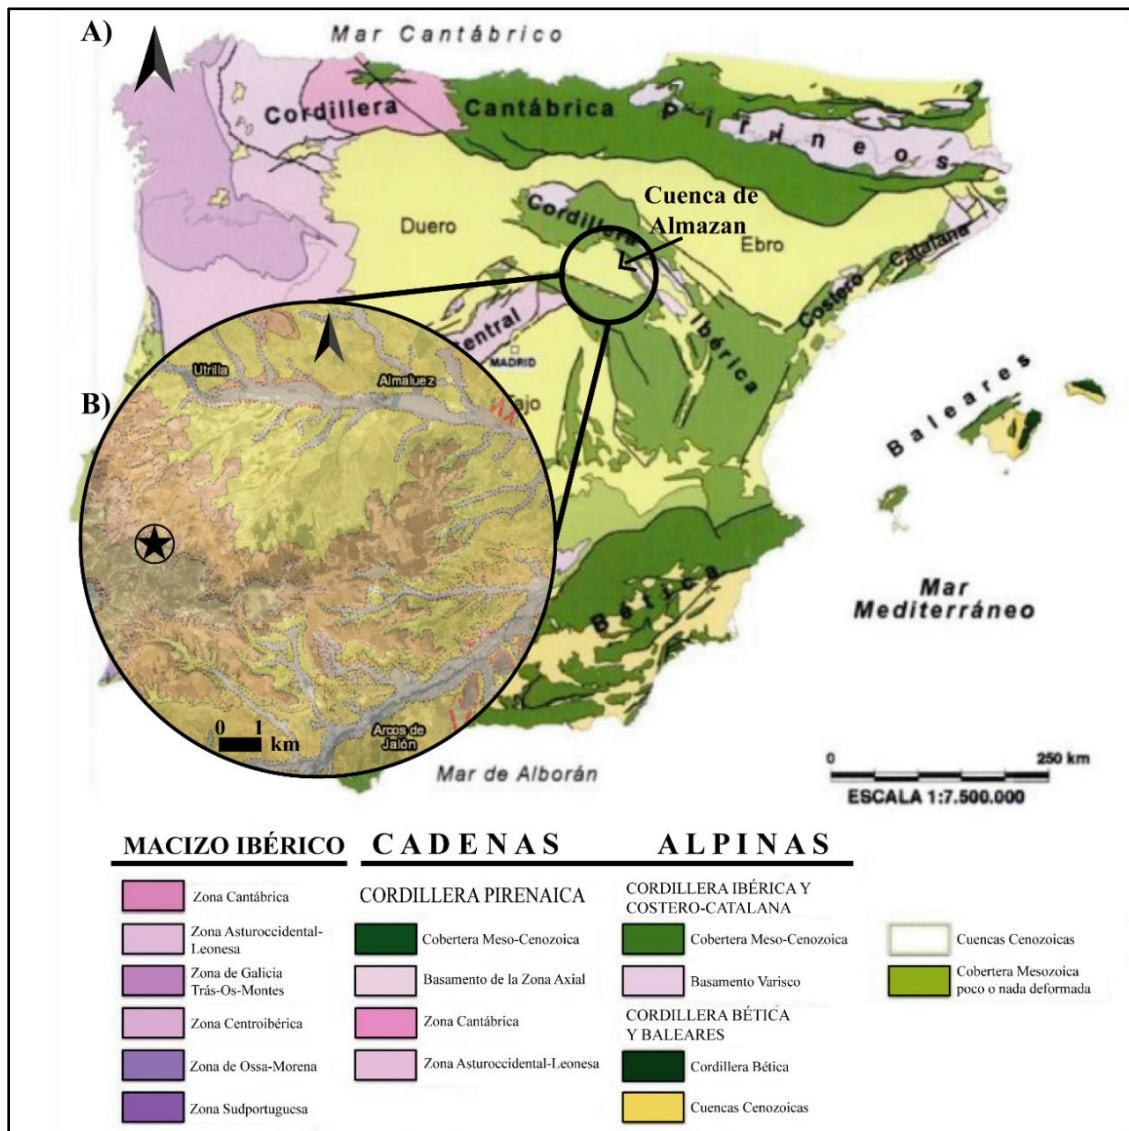 A)
Mar Cantábrico
Cordillera Cantábrica
Pirineos
Cuenca de
Almazan
Duero
Cordillera
Ebro
Catalana
Costero
Ibérica
entral
MADRID
ajo
Baleares
B)
Utrilla
Almaluez
Mar
Mediterráneo
Bética
0 1
km
Arcos de
Jalón
Mar de Alborán
0 250 km
ESCALA 1:7.500.000
MACIZO IBÉRICO
CADENAS ALPINAS
Zona Cantábrica
Zona Asturoccidental-
Leonesa
Zona de Galicia
Trás-Os-Montes
Zona Centroibérica
Zona de Ossa-Morena
Zona Sudportuguesa
CORDILLERA PIRENAICA
Cobertera Meso-Cenozoica
Basamento de la Zona Axial
Zona Cantábrica
Zona Asturoccidental-Leonesa
CORDILLERA IBÉRICA Y
COSTERO-CATALANA
Cobertera Meso-Cenozoica
Basamento Varisco
CORDILLERA BÉTICA
Y BALEARES
Cordillera Bética
Cuencas Cenozoicas
Cuencas Cenozoicas
Cobertera Mesozoica
poco o nada deformada